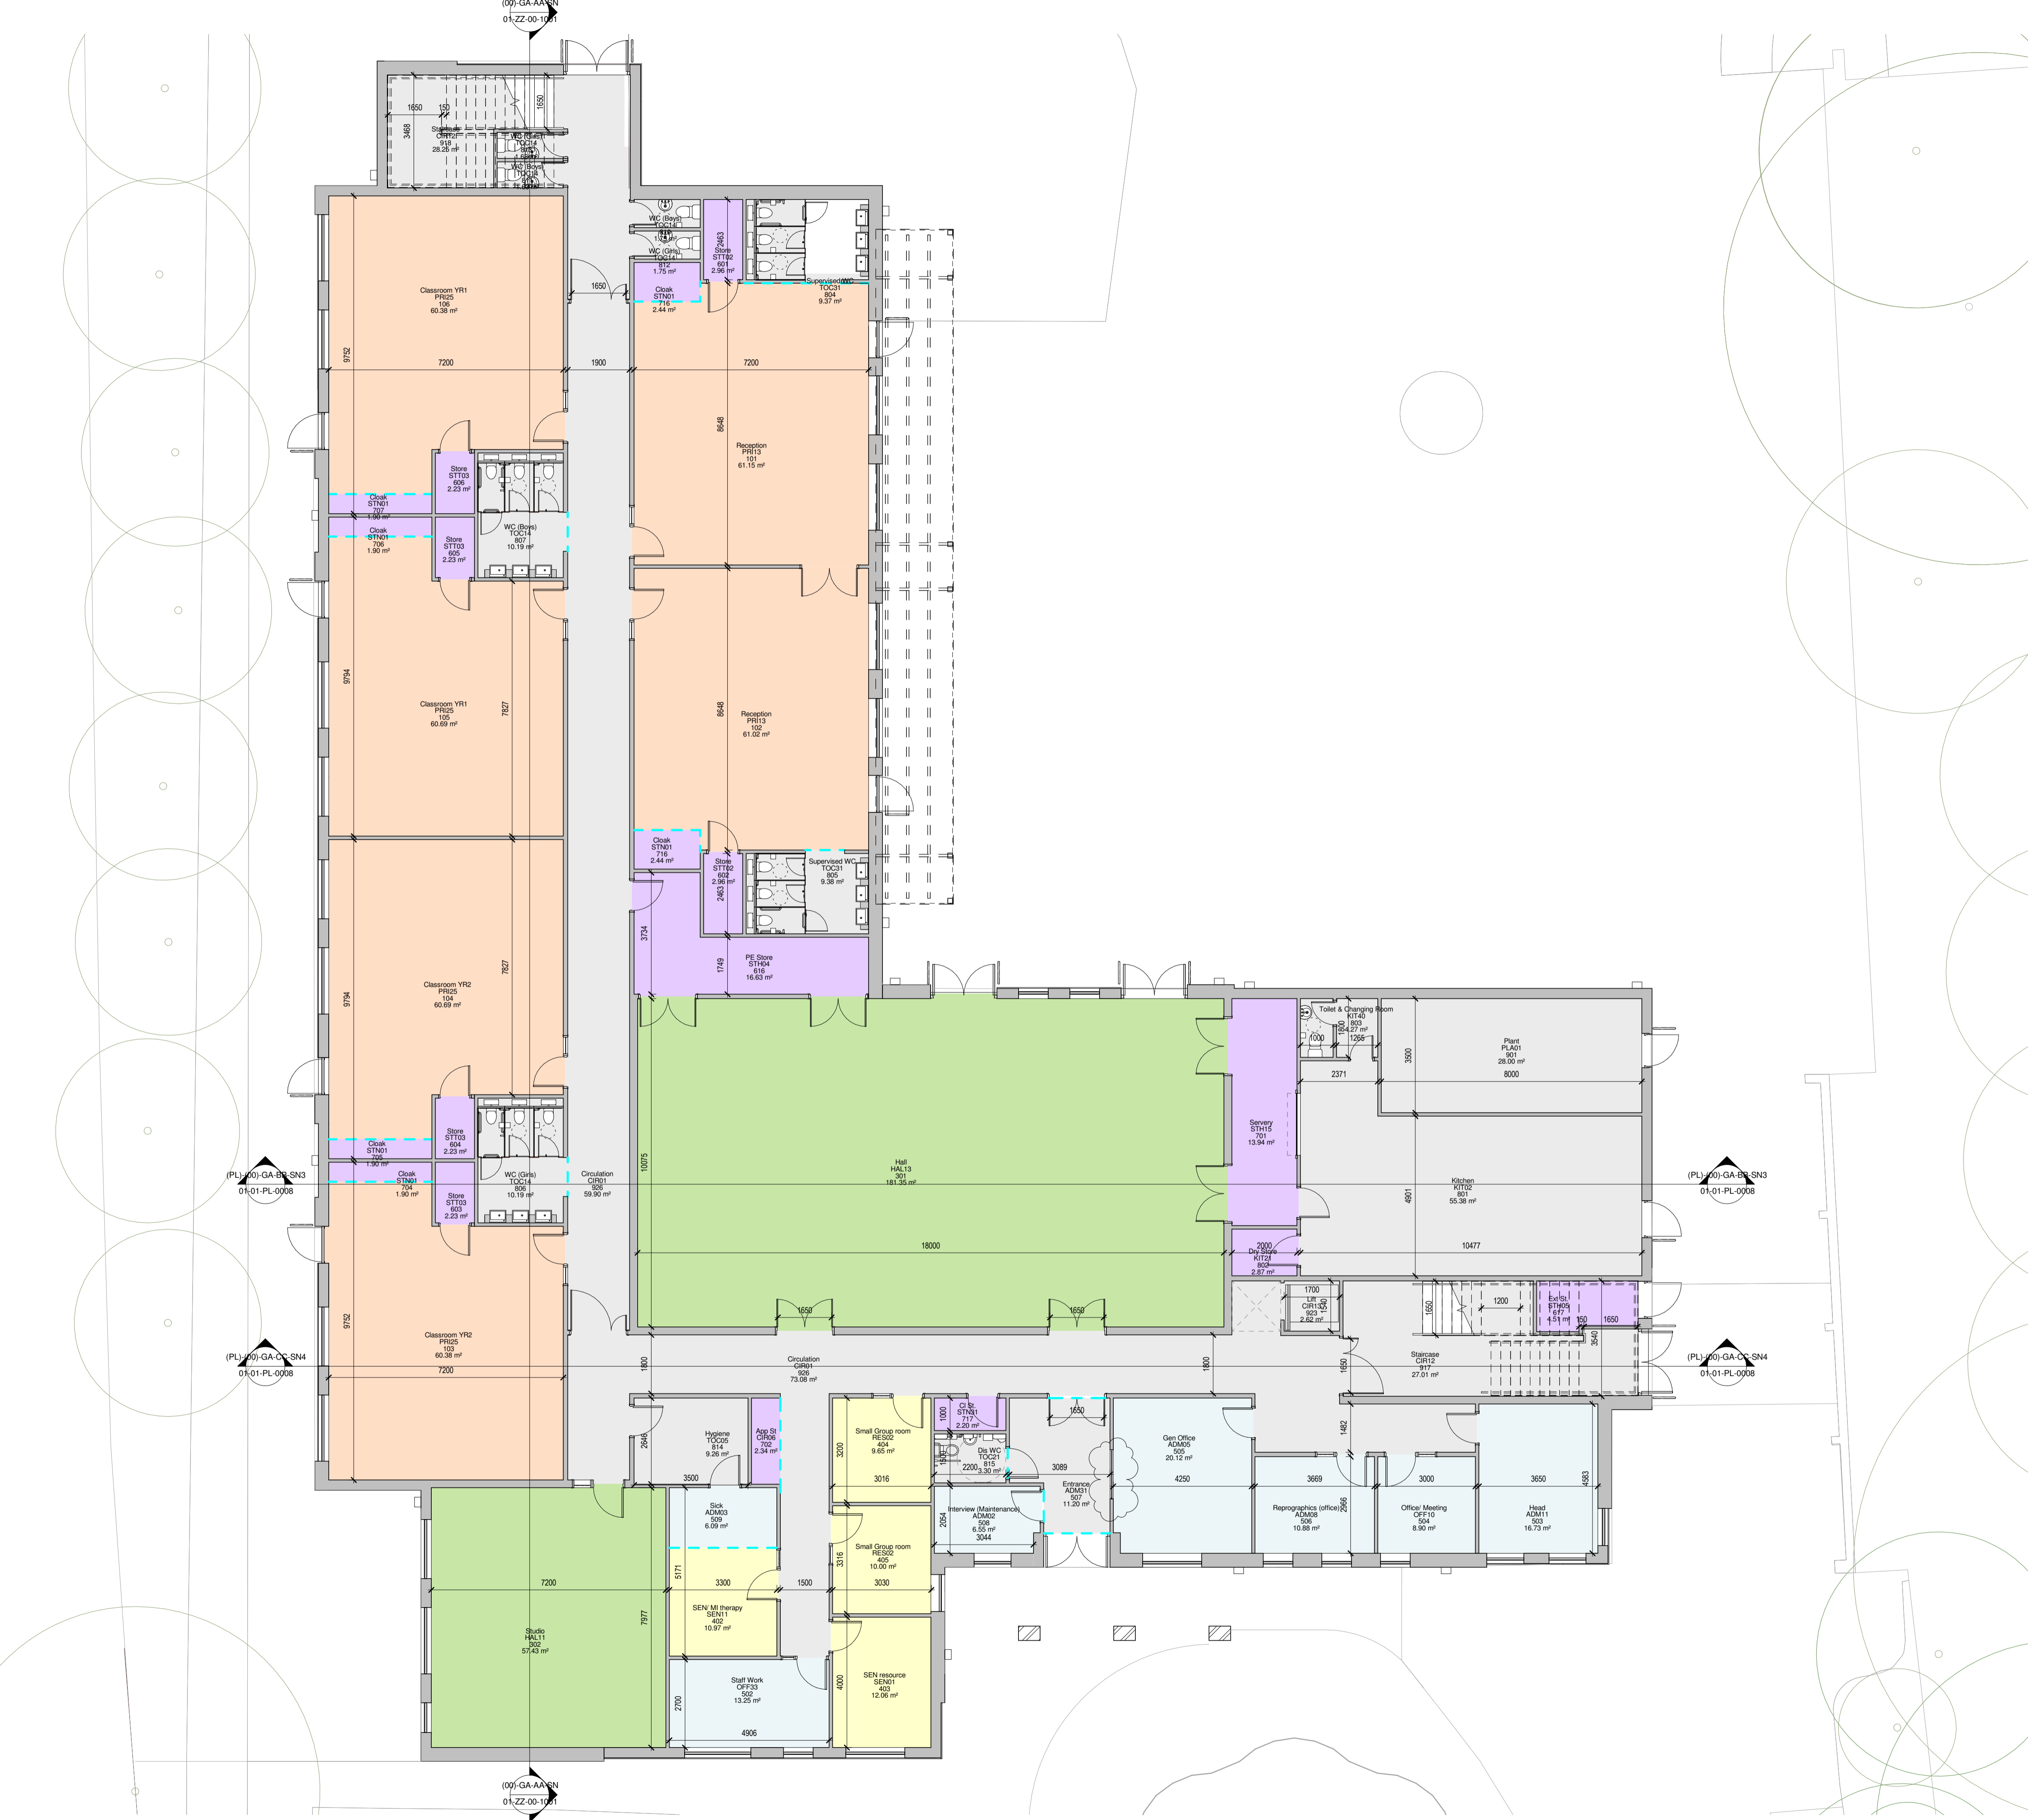 (00)-GA-AA-SN
01-ZZ-00-1001
1650
150
3468
1650
Staircase
CIR12
918
28.25 m²
WC (Girls)
TOC14
WC (Boys)
TOC14
WC (Boys)
TOC14
WC (Girls)
TOC14
812
1.75 m²
2463
Store
STT02
601
2.96 m²
Supervised WC
TOC31
804
9.37 m²
Cloak
STN01
716
2.44 m²
1650
Classroom YR1
PRI25
106
60.38 m²
9752
7200
1900
7200
8648
Reception
PRI13
101
61.15 m²
Store
STT03
606
2.23 m²
Cloak
STN01
707
1.90 m²
Cloak
STN01
706
1.90 m²
Store
STT03
605
2.23 m²
WC (Boys)
TOC14
807
10.19 m²
9794
Classroom YR1
PRI25
105
60.69 m²
7827
8648
Reception
PRI13
102
61.02 m²
Cloak
STN01
716
2.44 m²
Store
STT02
602
2.96 m²
2463
Supervised WC
TOC31
805
9.38 m²
3734
1749
PE Store
STH04
616
16.63 m²
9794
Classroom YR2
PRI25
104
60.69 m²
7827
Store
STT03
604
2.23 m²
Cloak
STN01
705
1.90 m²
Cloak
STN01
704
1.90 m²
Store
STT03
603
2.23 m²
WC (Girls)
TOC14
806
10.19 m²
Circulation
CIR01
926
59.90 m²
10075
Hall
HAL13
301
181.35 m²
18000
Servery
STH15
701
13.94 m²
Toilet & Changing Room
KIT40
803
4.27 m²
1800
1000
1265
2371
3500
Plant
PLA01
901
28.00 m²
8000
Kitchen
KIT02
801
55.38 m²
4901
10477
2000
Dry Store
KIT21
802
2.87 m²
(PL)-(00)-GA-BB-SN3
01-01-PL-0008
(PL)-(00)-GA-BB-SN3
01-01-PL-0008
1700
Lift
CIR13
923
2.62 m²
1540
1650
1200
Ext St.
STH05
617
4.51 m²
150
1650
3540
1650
1650
9752
Classroom YR2
PRI25
103
60.38 m²
7200
(PL)-(00)-GA-CC-SN4
01-01-PL-0008
(PL)-(00)-GA-CC-SN4
01-01-PL-0008
1800
Circulation
CIR01
926
73.08 m²
1800
1650
Staircase
CIR12
917
27.01 m²
2646
Hygiene
TOC05
814
9.26 m²
3500
App St
CIR06
702
2.34 m²
3200
Small Group room
RES02
404
9.65 m²
3016
1000
Cl St.
STN31
717
2.20 m²
1650
1500
Dis WC
TOC21
815
3.30 m²
2200
3089
Entrance
ADM31
507
11.20 m²
Gen Office
ADM05
505
20.12 m²
4250
1482
3669
Reprographics (office)
ADM08
506
10.88 m²
2966
3000
Office/ Meeting
OFF10
504
8.90 m²
3650
Head
ADM11
503
16.73 m²
4583
2054
Interview (Maintenance)
ADM02
508
6.55 m²
3044
Sick
ADM03
509
6.09 m²
3316
Small Group room
RES02
405
10.00 m²
3030
5171
7200
3300
1500
SEN/ MI therapy
SEN11
402
10.97 m²
7977
Studio
HAL11
302
57.43 m²
Staff Work
OFF33
502
13.25 m²
2700
4906
4000
SEN resource
SEN01
403
12.06 m²
(00)-GA-AA-SN
01-ZZ-00-1001